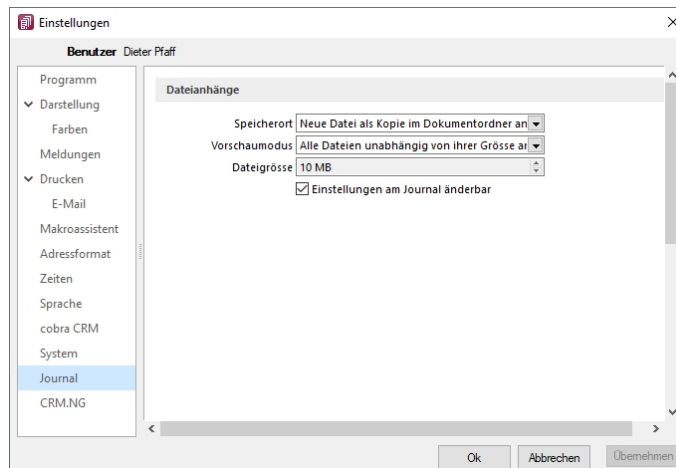 Einstellungen
Benutzer Dieter Pfaff
Programm
Darstellung
Farben
Meldungen
Drucken
E-Mail
Makroassistent
Adressformat
Zeiten
Sprache
cobra CRM
System
Journal
CRM.NG
Dateianhänge
Speicherort Neue Datei als Kopie im Dokumentordner an
Vorschaumodus Alle Dateien unabhängig von ihrer Grösse
Dateigrösse 10 MB
Einstellungen am Journal änderbar
Ok Abbrechen Übernehmen